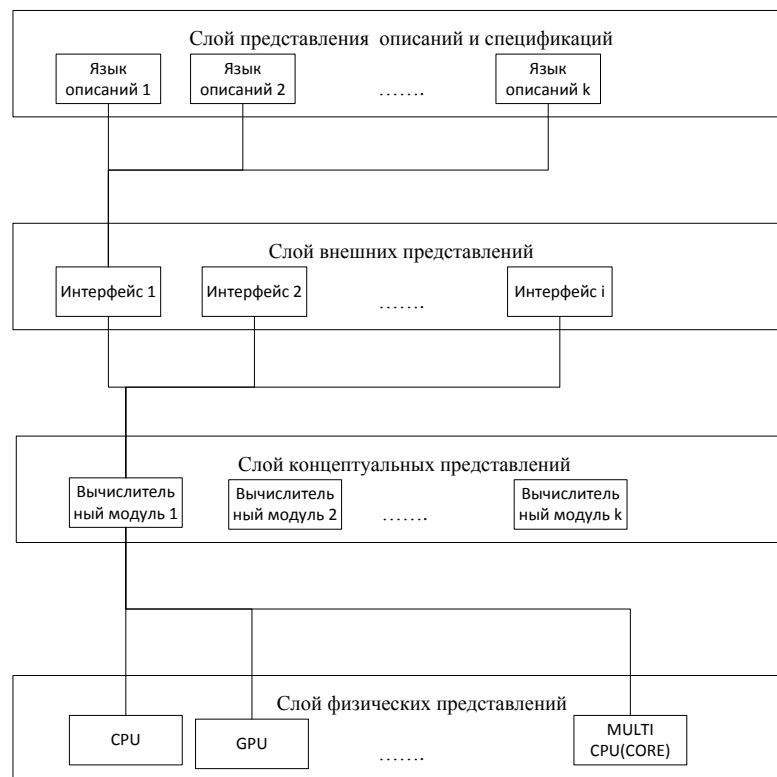 Слой представления описаний и спецификаций
Язык
описаний 1
Язык
описаний 2
…….
Язык
описаний k
Слой внешних представлений
Интерфейс 1
Интерфейс 2
…….
Интерфейс i
Слой концептуальных представлений
Вычислитель
ный модуль 1
Вычислитель
ный модуль 2
…….
Вычислитель
ный модуль k
Слой физических представлений
CPU
GPU
…….
MULTI
CPU(CORE)